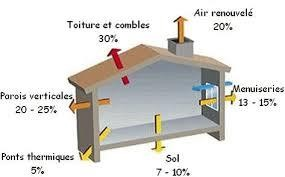 Toiture et combles
30%
Air renouvelé
20%
Parois verticales
20 - 25%
Menuiseries
13 - 15%
Ponts thermiques
5%
Sol
7 - 10%